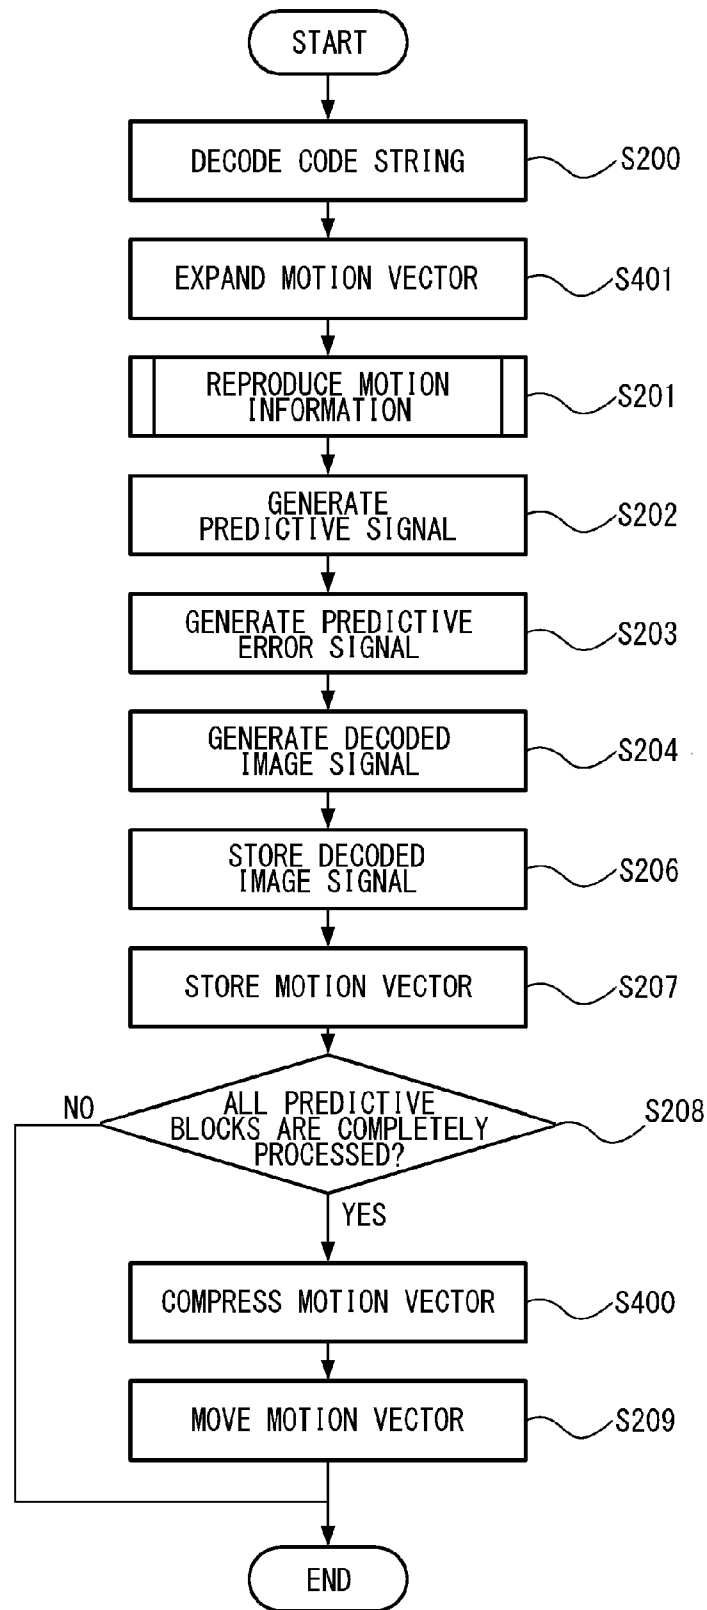 START
DECODE CODE STRING
S200
EXPAND MOTION VECTOR
S401
REPRODUCE MOTION
INFORMATION
S201
GENERATE
PREDICTIVE SIGNAL
S202
GENERATE PREDICTIVE
ERROR SIGNAL
S203
GENERATE DECODED
IMAGE SIGNAL
S204
STORE DECODED
IMAGE SIGNAL
S206
STORE MOTION VECTOR
S207
NO
ALL PREDICTIVE
BLOCKS ARE COMPLETELY
PROCESSED?
S208
YES
COMPRESS MOTION VECTOR
S400
MOVE MOTION VECTOR
S209
END